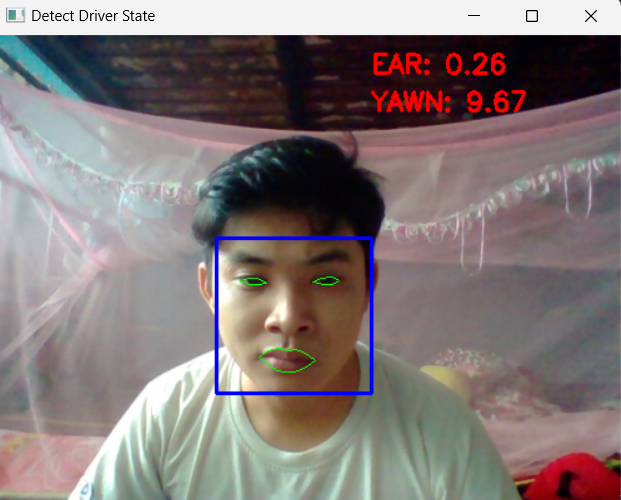 Detect Driver State
EAR: 0.26
YAWN: 9.67